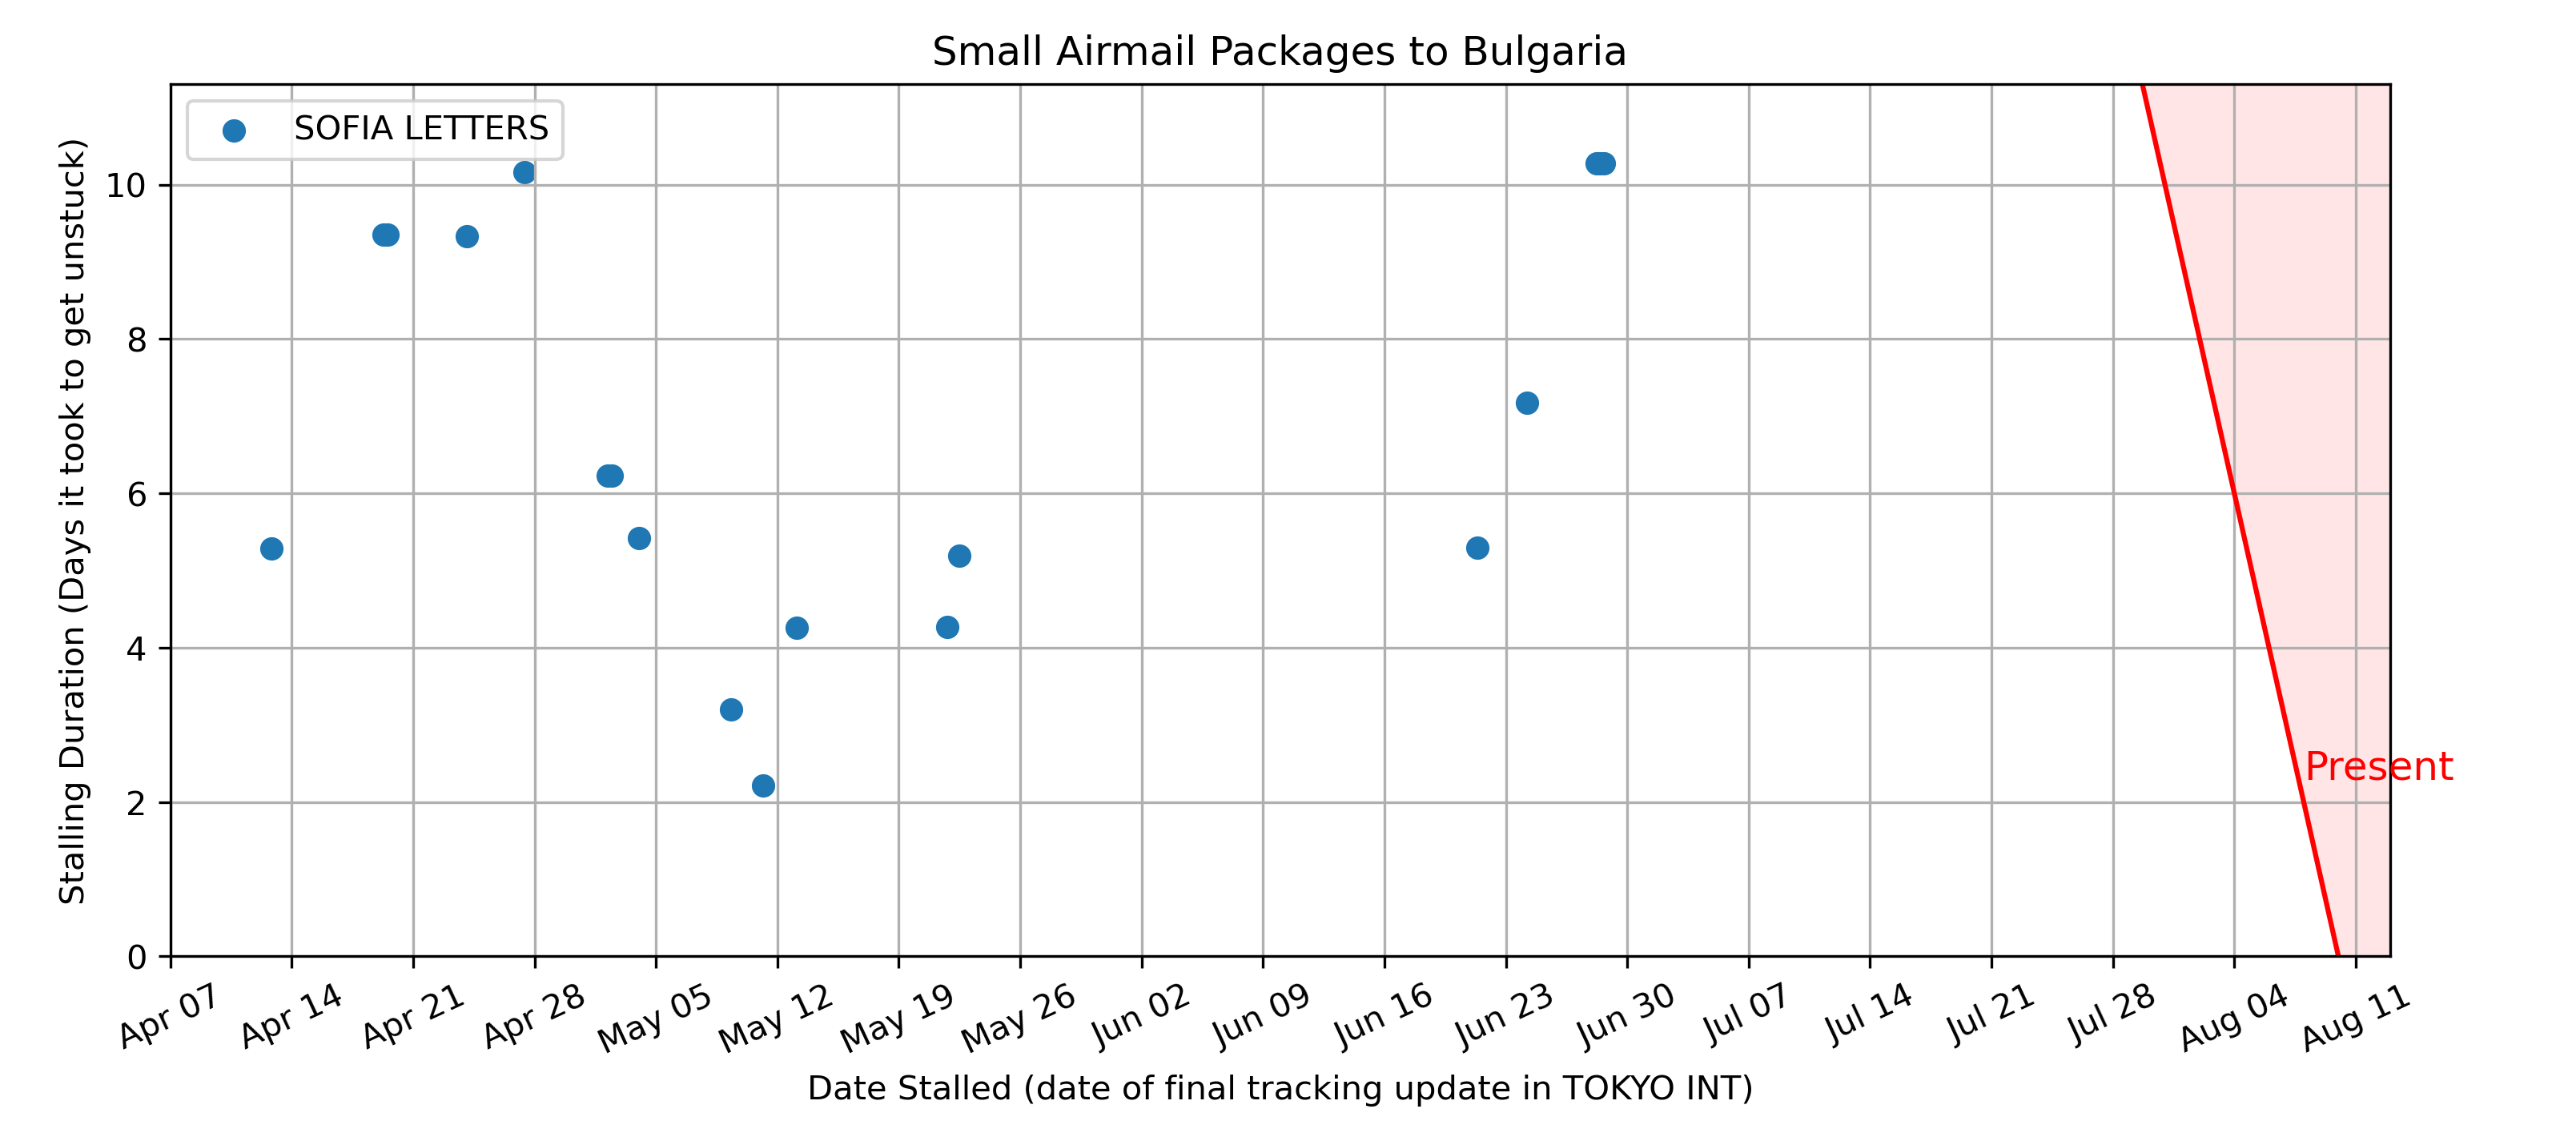 Small Airmail Packages to Bulgaria
SOFIA LETTERS
Stalling Duration (Days it took to get unstuck)
10
8
6
4
2
0
Present
Apr 07 Apr 14 Apr 21 Apr 28 May 05 May 12 May 19 May 26 Jun 02 Jun 09 Jun 16 Jun 23 Jun 30 Jul 07 Jul 14 Jul 21 Jul 28 Aug 04 Aug 11
Date Stalled (date of final tracking update in TOKYO INT)